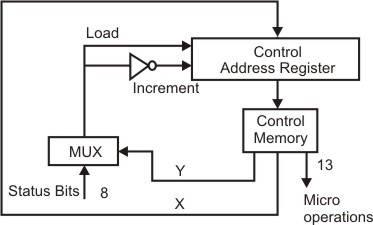 Load
Control
Address Register
Increment
Control
Memory
MUX
13
Y
Status Bits
8
X
Micro
operations